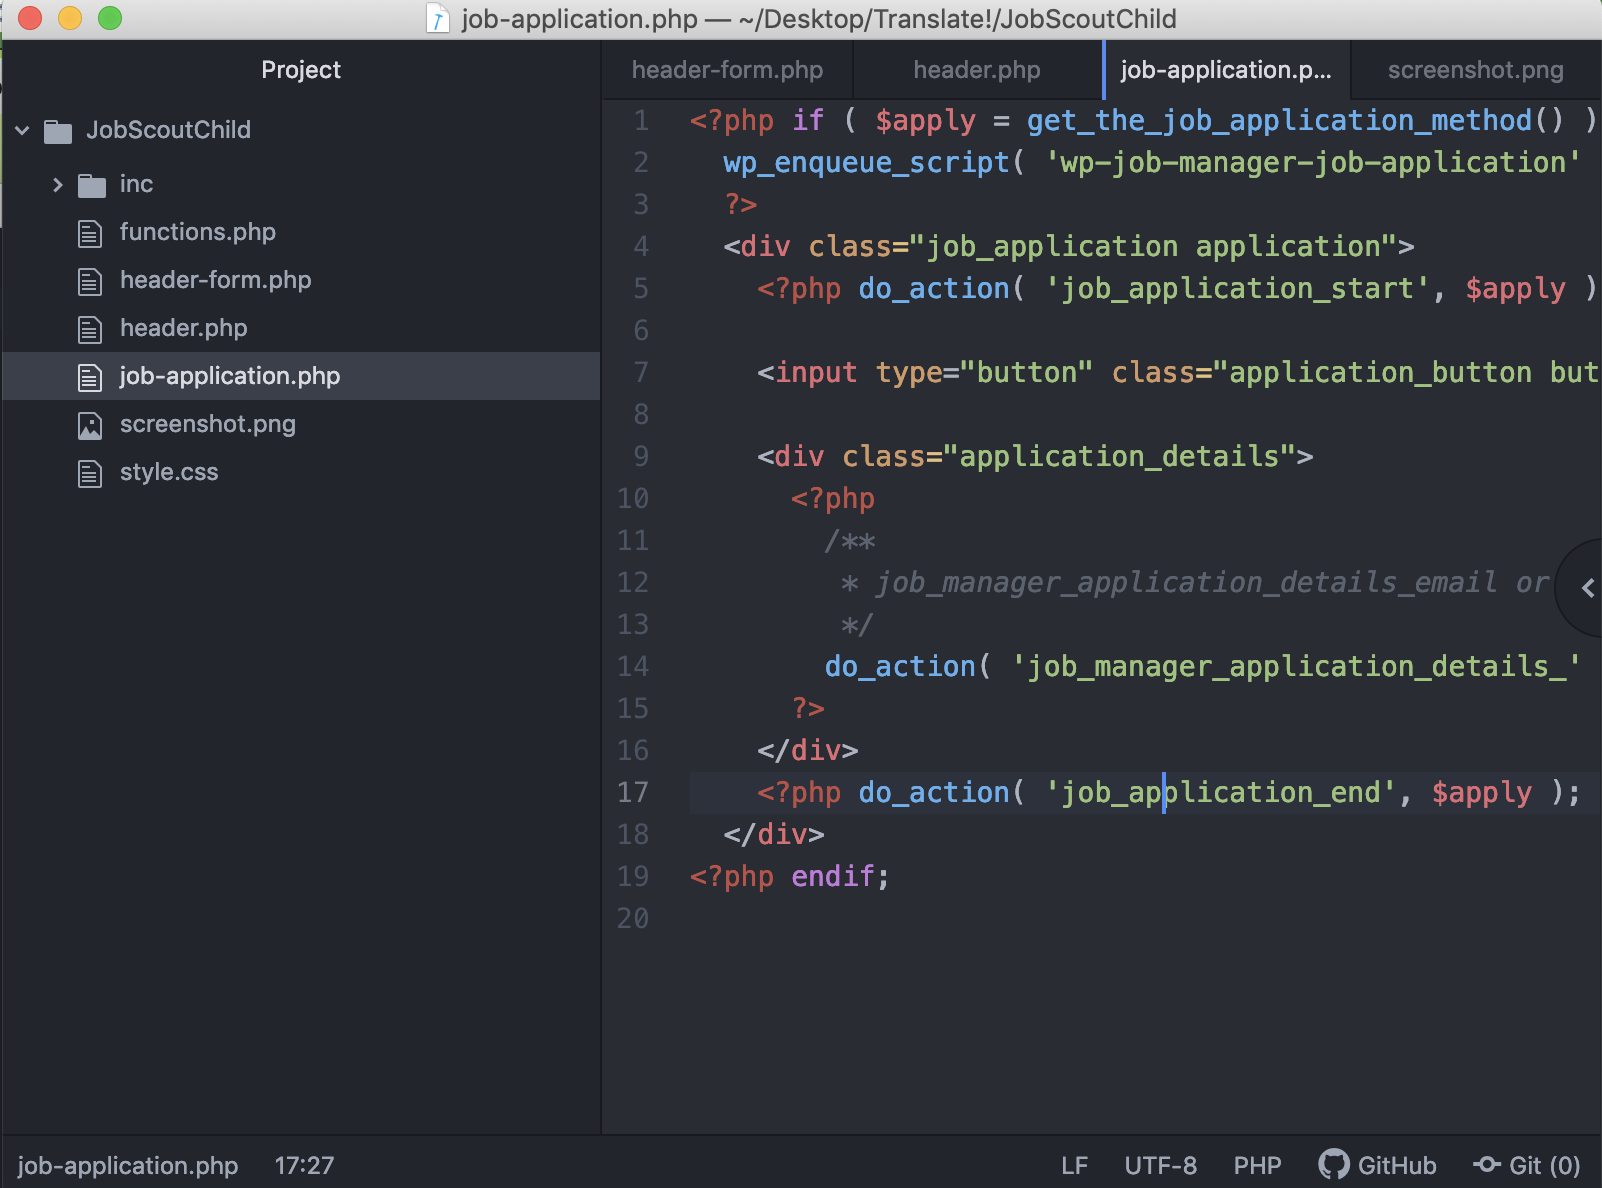 job-application.php — ~/Desktop/Translate!/JobScoutChild
Project
JobScoutChild
inc
functions.php
header-form.php
header.php
job-application.php
screenshot.png
style.css
header-form.php
header.php
job-application.p...
screenshot.png
1 <?php if ( $apply = get_the_job_application_method() )
2 wp_enqueue_script( 'wp-job-manager-job-application'
3 ?>
4 <div class="job_application application">
5 <?php do_action( 'job_application_start', $apply )
6
7 <input type="button" class="application_button but
8
9 <div class="application_details">
10 <?php
11 /**
12 * job_manager_application_details_email or
13 */
14 do_action( 'job_manager_application_details_'
15 ?>
16 </div>
17 <?php do_action( 'job_application_end', $apply );
18 </div>
19 <?php endif;
20
job-application.php 17:27 LF UTF-8 PHP GitHub Git (0)